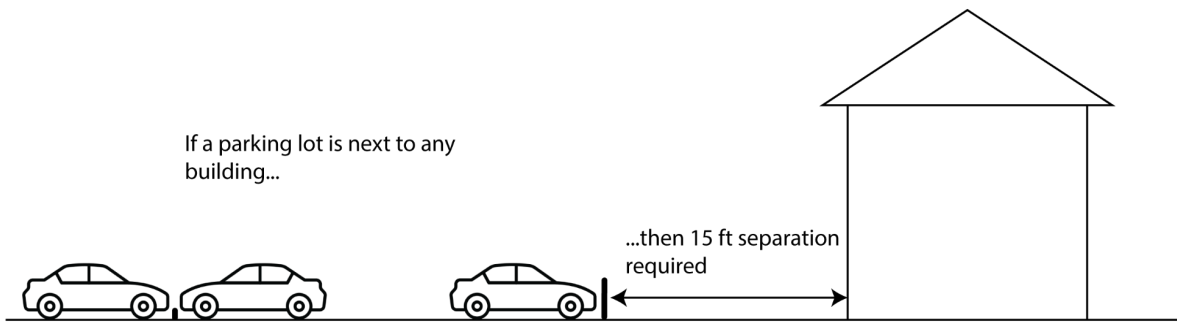 If a parking lot is next to any
building...
...then 15 ft separation
required